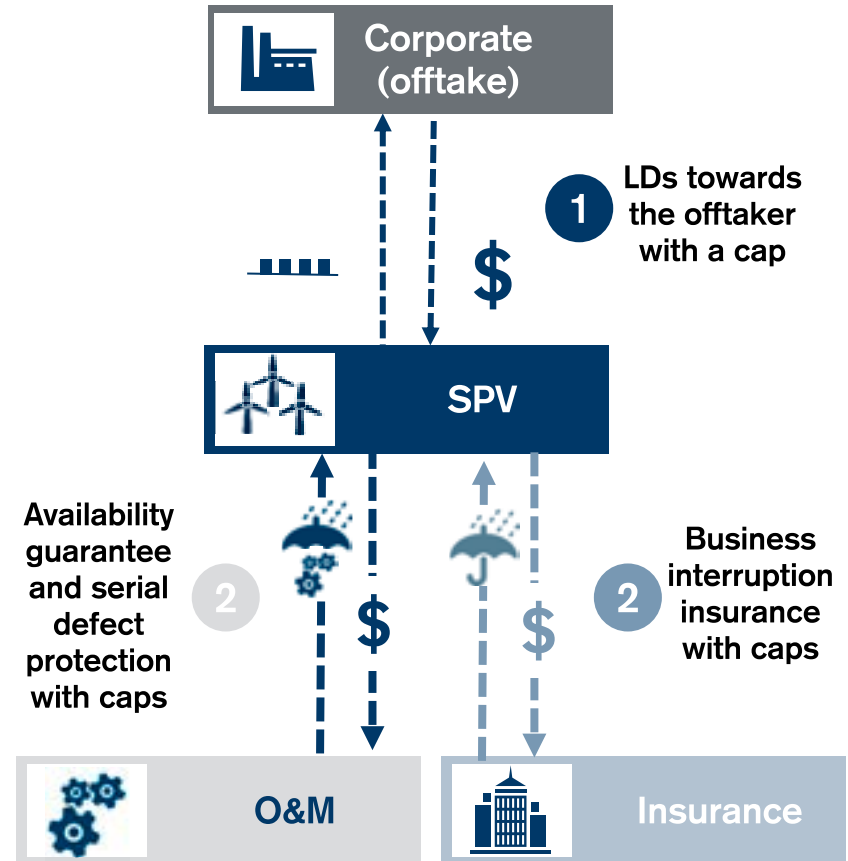 Corporate
(offtake)
1
LDs towards
the offtaker
with a cap
$
SPV
Availability
guarantee
and serial
defect
protection
with caps
2
$
$
2
Business
interruption
insurance
with caps
O&M
Insurance